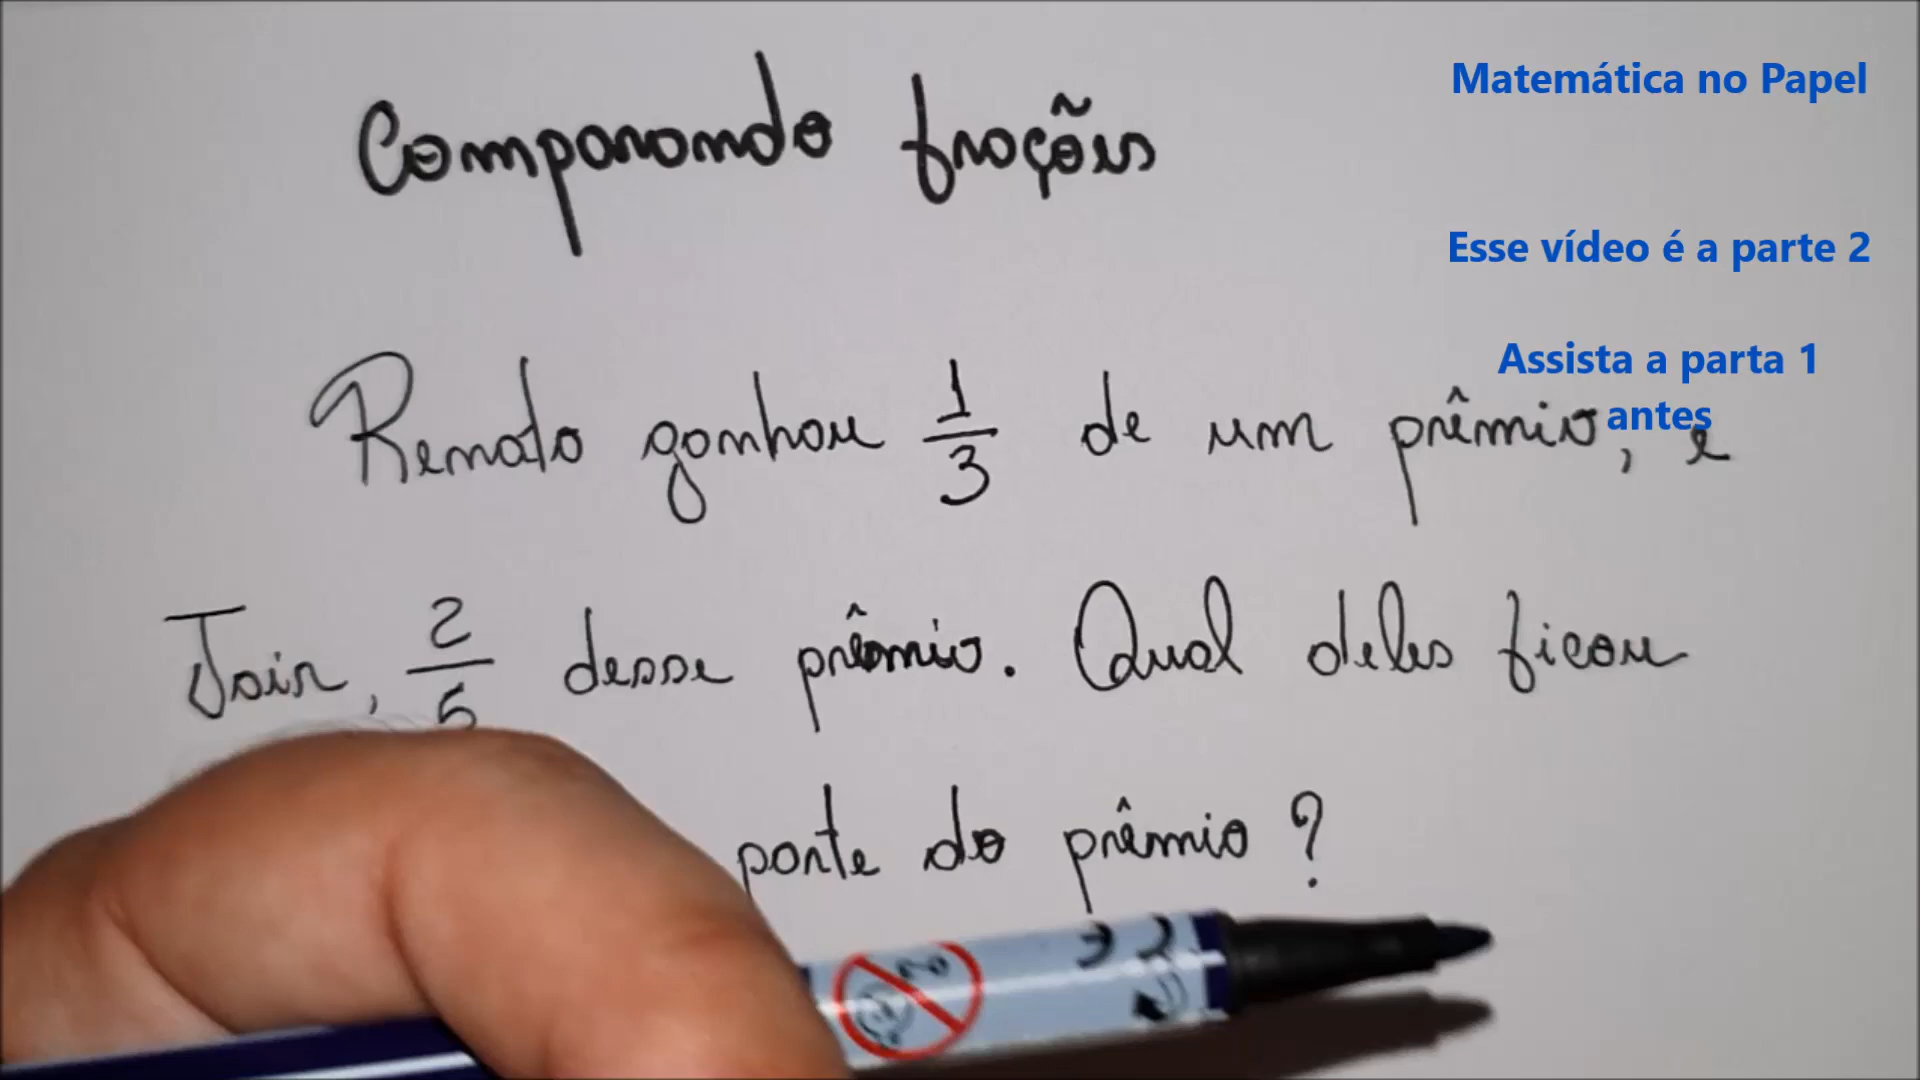 Comparando frações
Matemática no Papel
Esse vídeo é a parte 2
Assista a parta 1
antes
Renato ganhou 1/3 de um prêmio, e
Jair, 2/5 desse prêmio. Qual deles ficou
parte do prêmio?